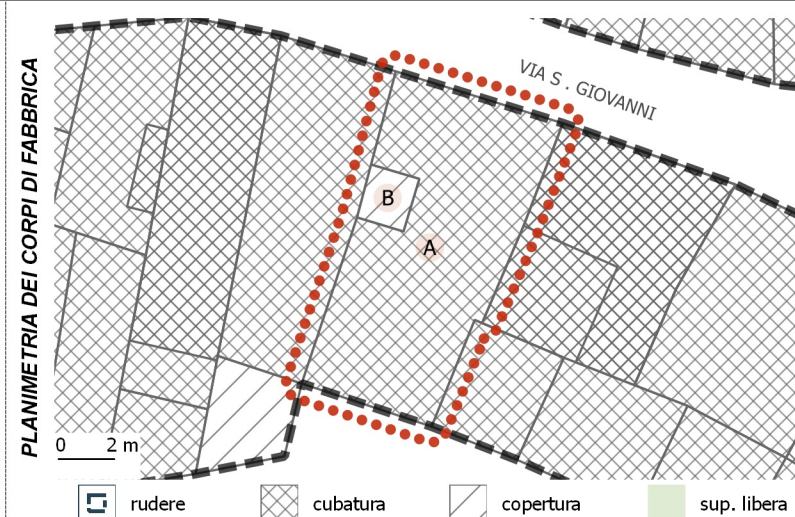 PLANIMETRIA DEI CORPI DI FABBRICA
VIA S . GIOVANNI
B
A
0 2 m
rudere cubatura copertura sup. libera